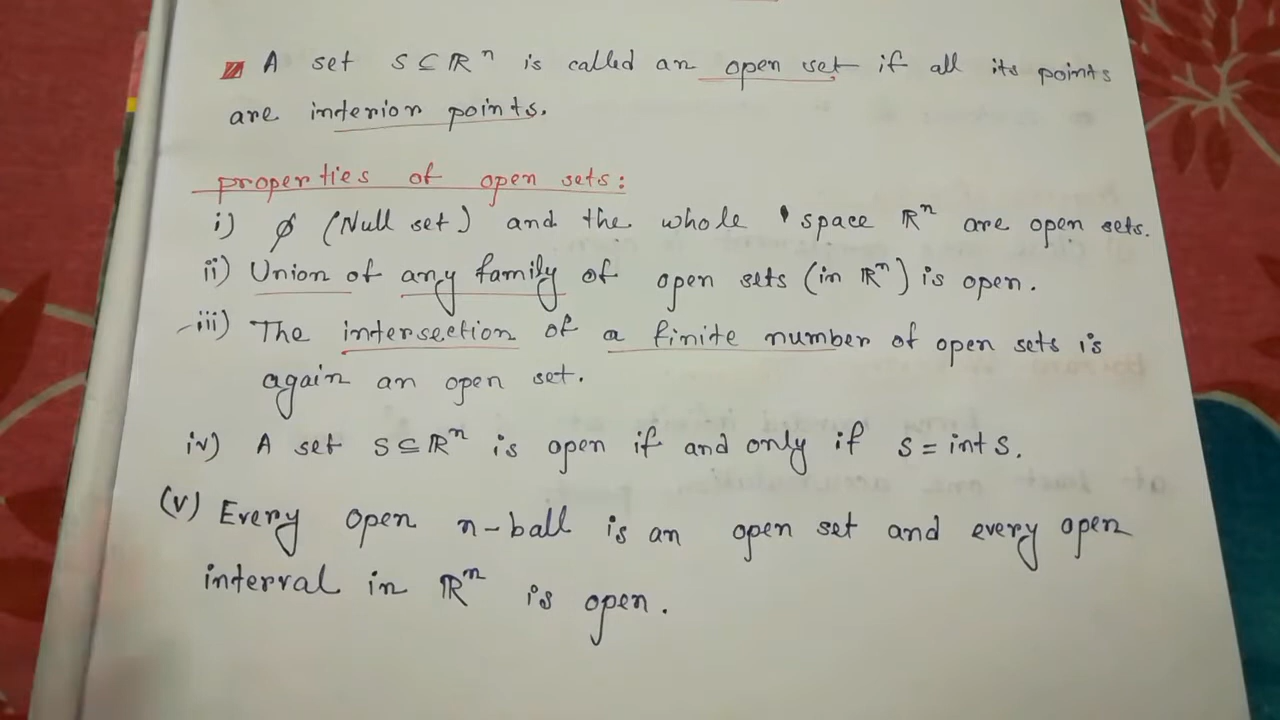 A set S⊆ℝⁿ is called an open set if all its points
are interior points.
properties of open sets:
i) ∅ (Null set) and the whole space ℝⁿ are open sets.
ii) Union of any family of open sets (in ℝⁿ) is open.
iii) The intersection of a finite number of open sets is
again an open set.
iv) A set S⊆ℝⁿ is open if and only if S = int S.
(v) Every open n-ball is an open set and every open
interval in ℝⁿ is open.